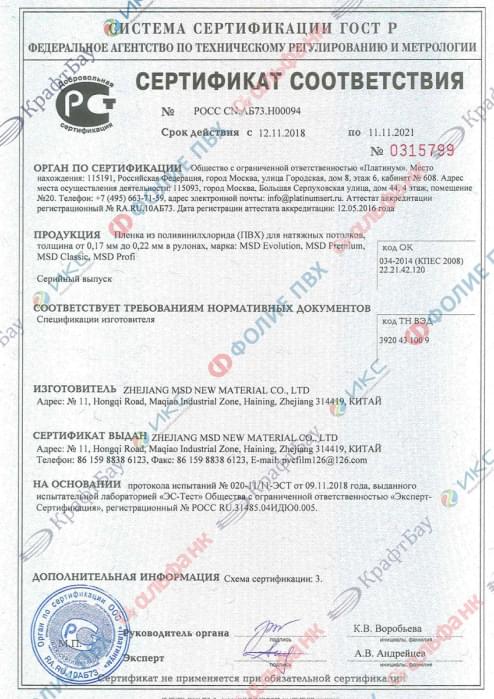 СИСТЕМА СЕРТИФИКАЦИИ ГОСТ Р
ФЕДЕРАЛЬНОЕ АГЕНТСТВО ПО ТЕХНИЧЕСКОМУ РЕГУЛИРОВАНИЮ И МЕТРОЛОГИИ
Добровольная
сертификация
СЕРТИФИКАТ СООТВЕТСТВИЯ
№ РОСС CN.АБ73.Н00094
Срок действия с 12.11.2018 по 11.11.2021
№ 0315799
ОРГАН ПО СЕРТИФИКАЦИИ Общество с ограниченной ответственностью «Платинум». Место
нахождения: 115191, Российская Федерация, город Москва, улица Городская, дом 8, этаж 6, кабинет № 608. Адрес
места осуществления деятельности: 115093, город Москва, Большая Серпуховская улица, дом 44, 4 этаж, помещение
№20. Телефон: +7 (495) 663-71-59, адрес электронной почты: info@platinumsert.ru. Аттестат аккредитации
регистрационный № RA.RU.10АБ73. Дата регистрации аттестата аккредитации: 12.05.2016 года
ПРОДУКЦИЯ Пленка из поливинилхлорида (ПВХ) для натяжных потолков,
толщина от 0,17 мм до 0,22 мм в рулонах, марка: MSD Evolution, MSD Premium,
MSD Classic, MSD Profi
Серийный выпуск
код ОК
034-2014 (КПЕС 2008)
22.21.42.120
СООТВЕТСТВУЕТ ТРЕБОВАНИЯМ НОРМАТИВНЫХ ДОКУМЕНТОВ
Спецификации изготовителя
код ТН ВЭД
3920 43 100 9
ИЗГОТОВИТЕЛЬ ZHEJIANG MSD NEW MATERIAL CO., LTD
Адрес: № 11, Hongqi Road, Maqiao Industrial Zone, Haining, Zhejiang 314419, КИТАЙ
СЕРТИФИКАТ ВЫДАН ZHEJIANG MSD NEW MATERIAL CO., LTD
Адрес: № 11, Hongqi Road, Maqiao Industrial Zone, Haining, Zhejiang 314419, КИТАЙ
Телефон: 86 159 8838 6123, Факс: 86 159 8838 6123, E-mail: pvcfilm126@126.com
НА ОСНОВАНИИ протокола испытаний № 020-11/11-ЭСТ от 09.11.2018 года, выданного
испытательной лабораторией «ЭС-Тест» Общества с ограниченной ответственностью «Эксперт-
Сертификация», регистрационный № РОСС RU.31485.04ИДЮ0.005.
ДОПОЛНИТЕЛЬНАЯ ИНФОРМАЦИЯ Схема сертификации: 3.
М.П.
Руководитель органа
подпись
К.В. Воробьева
инициалы, фамилия
Эксперт
подпись
А.В. Андрейцев
инициалы, фамилия
Орган по сертификации ООО «Платинум»
RA.RU.10АБ73
Сертификат не применяется при обязательной сертификации
КрафтБау
Сольфанк
ФОЛИЕ ПВХ
ИКС